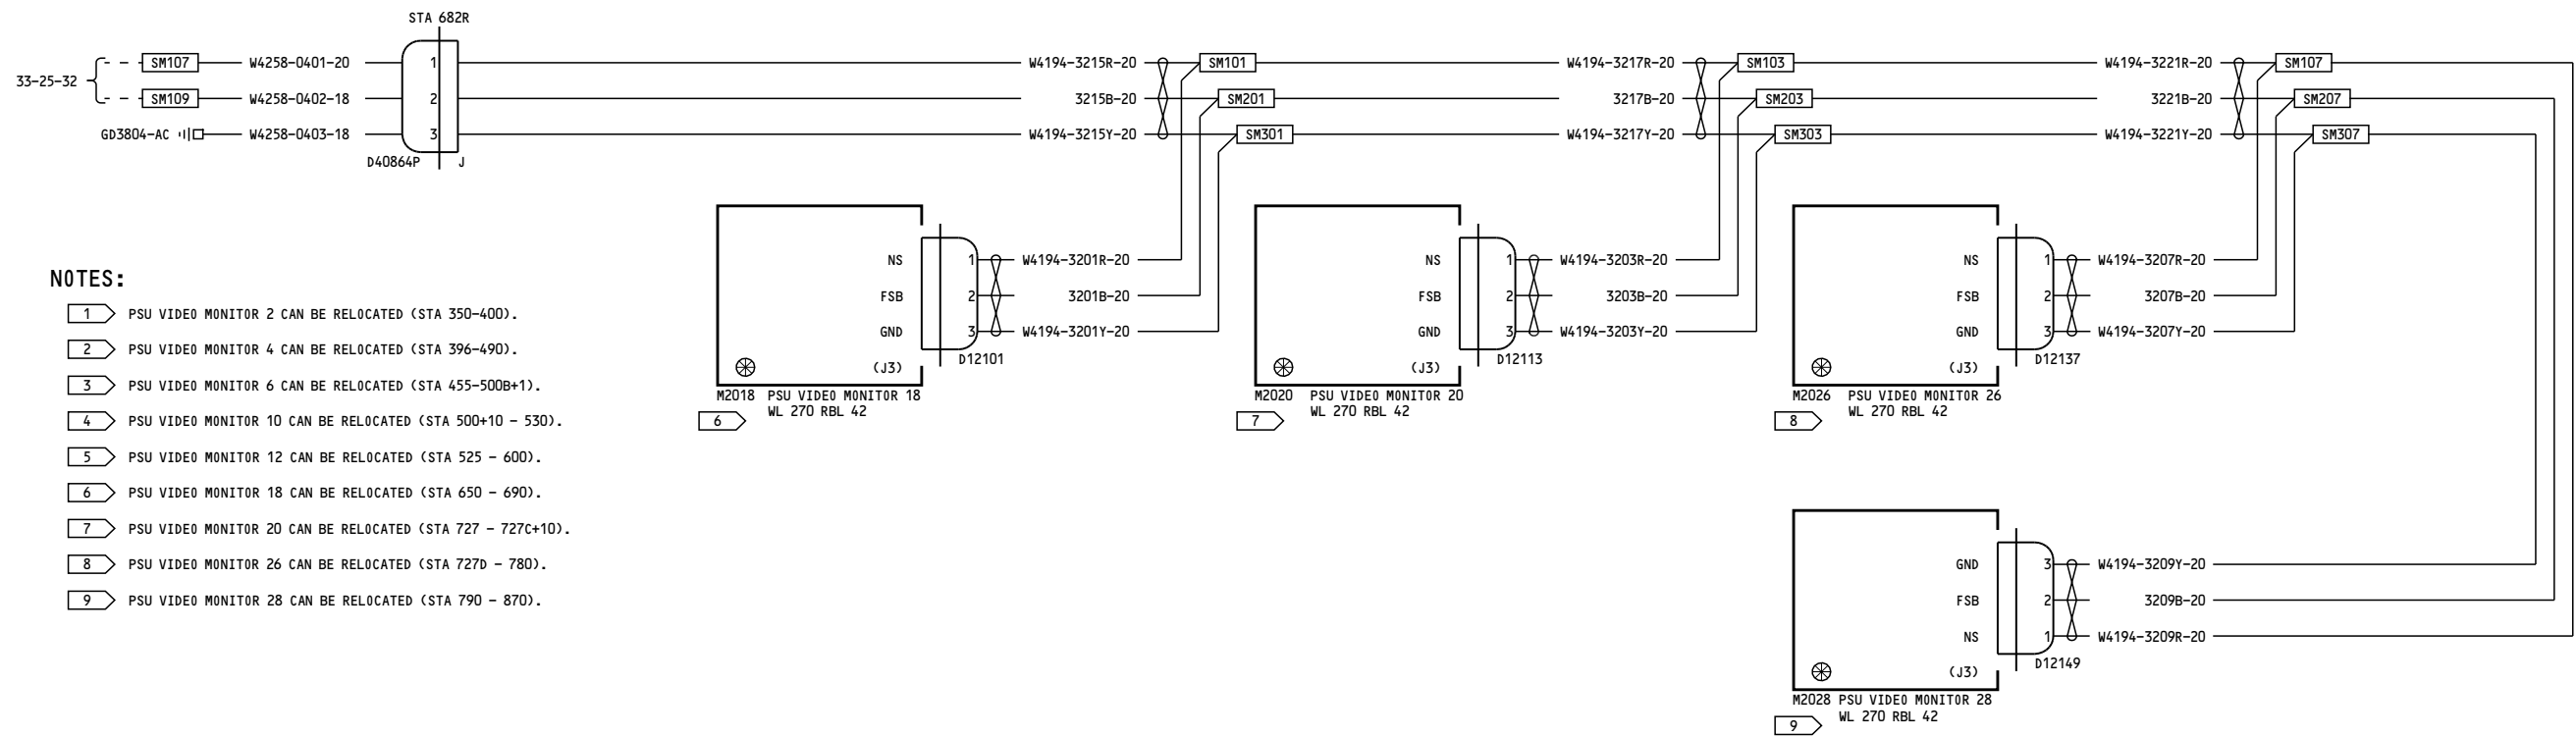 STA 682R
33-25-32
SM107 W4258-0401-20 1
SM109 W4258-0402-18 2
GD3804-AC W4258-0403-18 3
D40864P J
W4194-3215R-20 SM101 W4194-3217R-20 SM103 W4194-3221R-20 SM107
3215B-20 SM201 3217B-20 SM203 3221B-20 SM207
W4194-3215Y-20 SM301 W4194-3217Y-20 SM303 W4194-3221Y-20 SM307
NS 1 W4194-3201R-20
FSB 2 3201B-20
GND 3 W4194-3201Y-20
(J3) D12101
M2018 PSU VIDEO MONITOR 18
WL 270 RBL 42
6
NS 1 W4194-3203R-20
FSB 2 3203B-20
GND 3 W4194-3203Y-20
(J3) D12113
M2020 PSU VIDEO MONITOR 20
WL 270 RBL 42
7
NS 1 W4194-3207R-20
FSB 2 3207B-20
GND 3 W4194-3207Y-20
(J3) D12137
M2026 PSU VIDEO MONITOR 26
WL 270 RBL 42
8
NOTES:
1 PSU VIDEO MONITOR 2 CAN BE RELOCATED (STA 350-400).
2 PSU VIDEO MONITOR 4 CAN BE RELOCATED (STA 396-490).
3 PSU VIDEO MONITOR 6 CAN BE RELOCATED (STA 455-500B+1).
4 PSU VIDEO MONITOR 10 CAN BE RELOCATED (STA 500+10 - 530).
5 PSU VIDEO MONITOR 12 CAN BE RELOCATED (STA 525 - 600).
6 PSU VIDEO MONITOR 18 CAN BE RELOCATED (STA 650 - 690).
7 PSU VIDEO MONITOR 20 CAN BE RELOCATED (STA 727 - 727C+10).
8 PSU VIDEO MONITOR 26 CAN BE RELOCATED (STA 727D - 780).
9 PSU VIDEO MONITOR 28 CAN BE RELOCATED (STA 790 - 870).
GND 3 W4194-3209Y-20
FSB 2 3209B-20
NS 1 W4194-3209R-20
(J3) D12149
M2028 PSU VIDEO MONITOR 28
WL 270 RBL 42
9